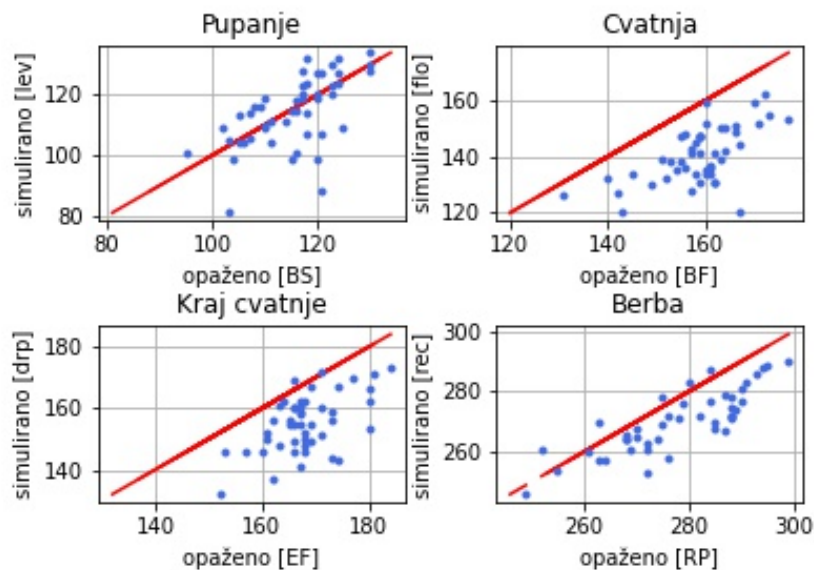 Pupanje
simulirano [lev]
120
100
80
80
100
120
opaženo [BS]
Cvatnja
simulirano [flo]
160
140
120
120
140
160
opaženo [BF]
Kraj cvatnje
simulirano [drp]
180
160
140
140
160
180
opaženo [EF]
Berba
simulirano [rec]
300
280
260
260
280
300
opaženo [RP]